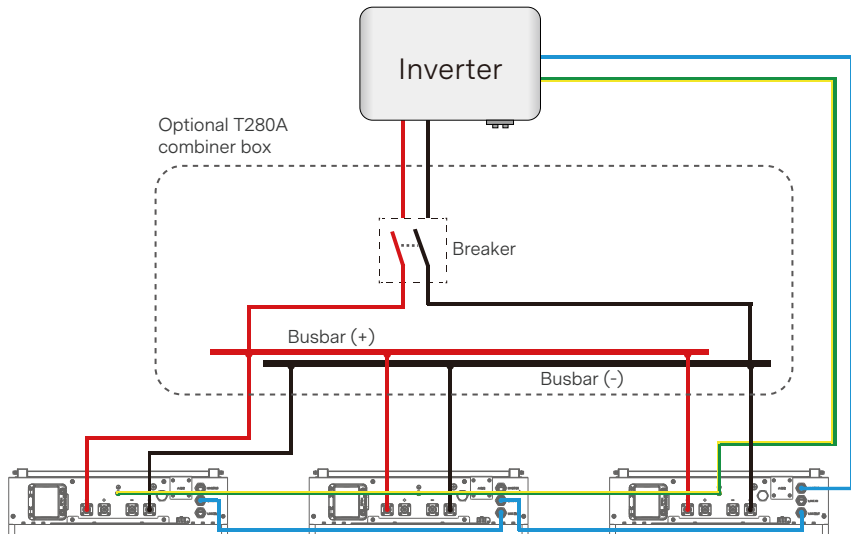 Inverter
Optional T280A
combiner box
Breaker
Busbar (+)
Busbar (-)